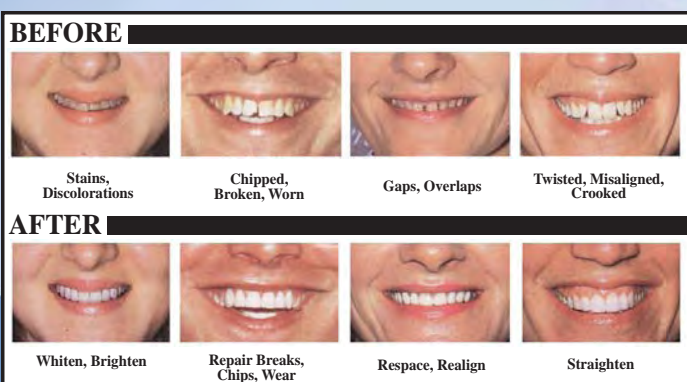 BEFORE
Stains,
Discolorations
Chipped,
Broken, Worn
Gaps, Overlaps
Twisted, Misaligned,
Crooked
AFTER
Whiten, Brighten
Repair Breaks,
Chips, Wear
Respace, Realign
Straighten